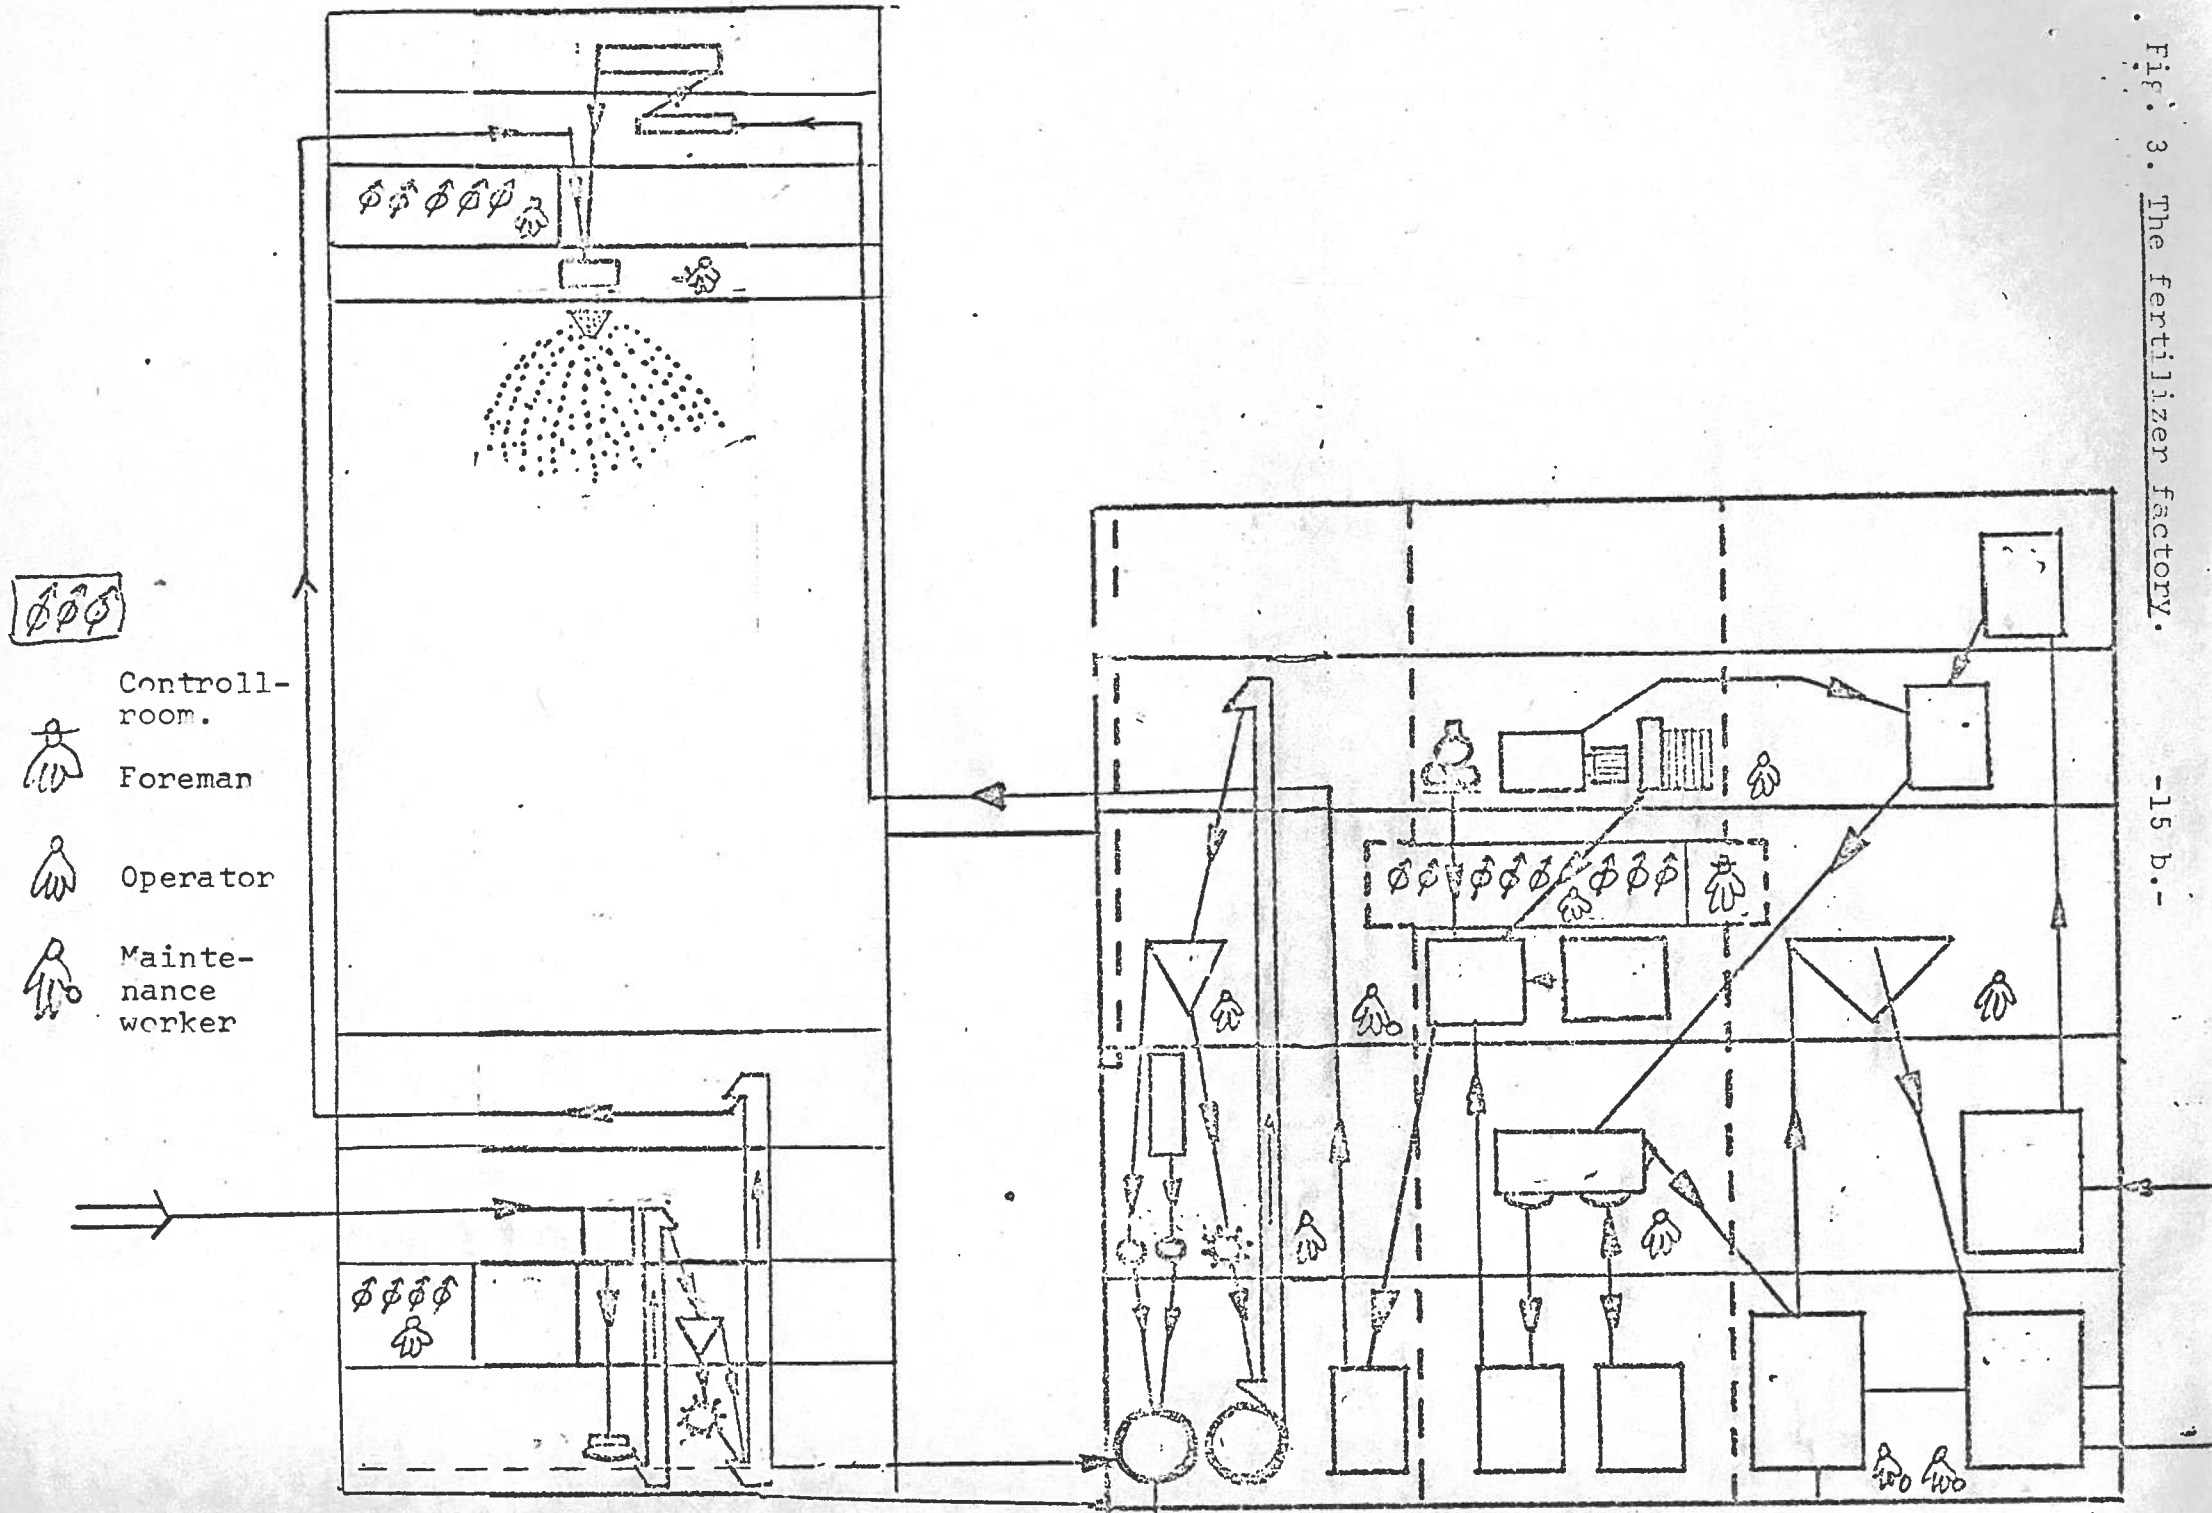 Fig. 3. The fertilizer factory.
-15 b.-
Controll-
room.
Foreman
Operator
Mainte-
nance
worker